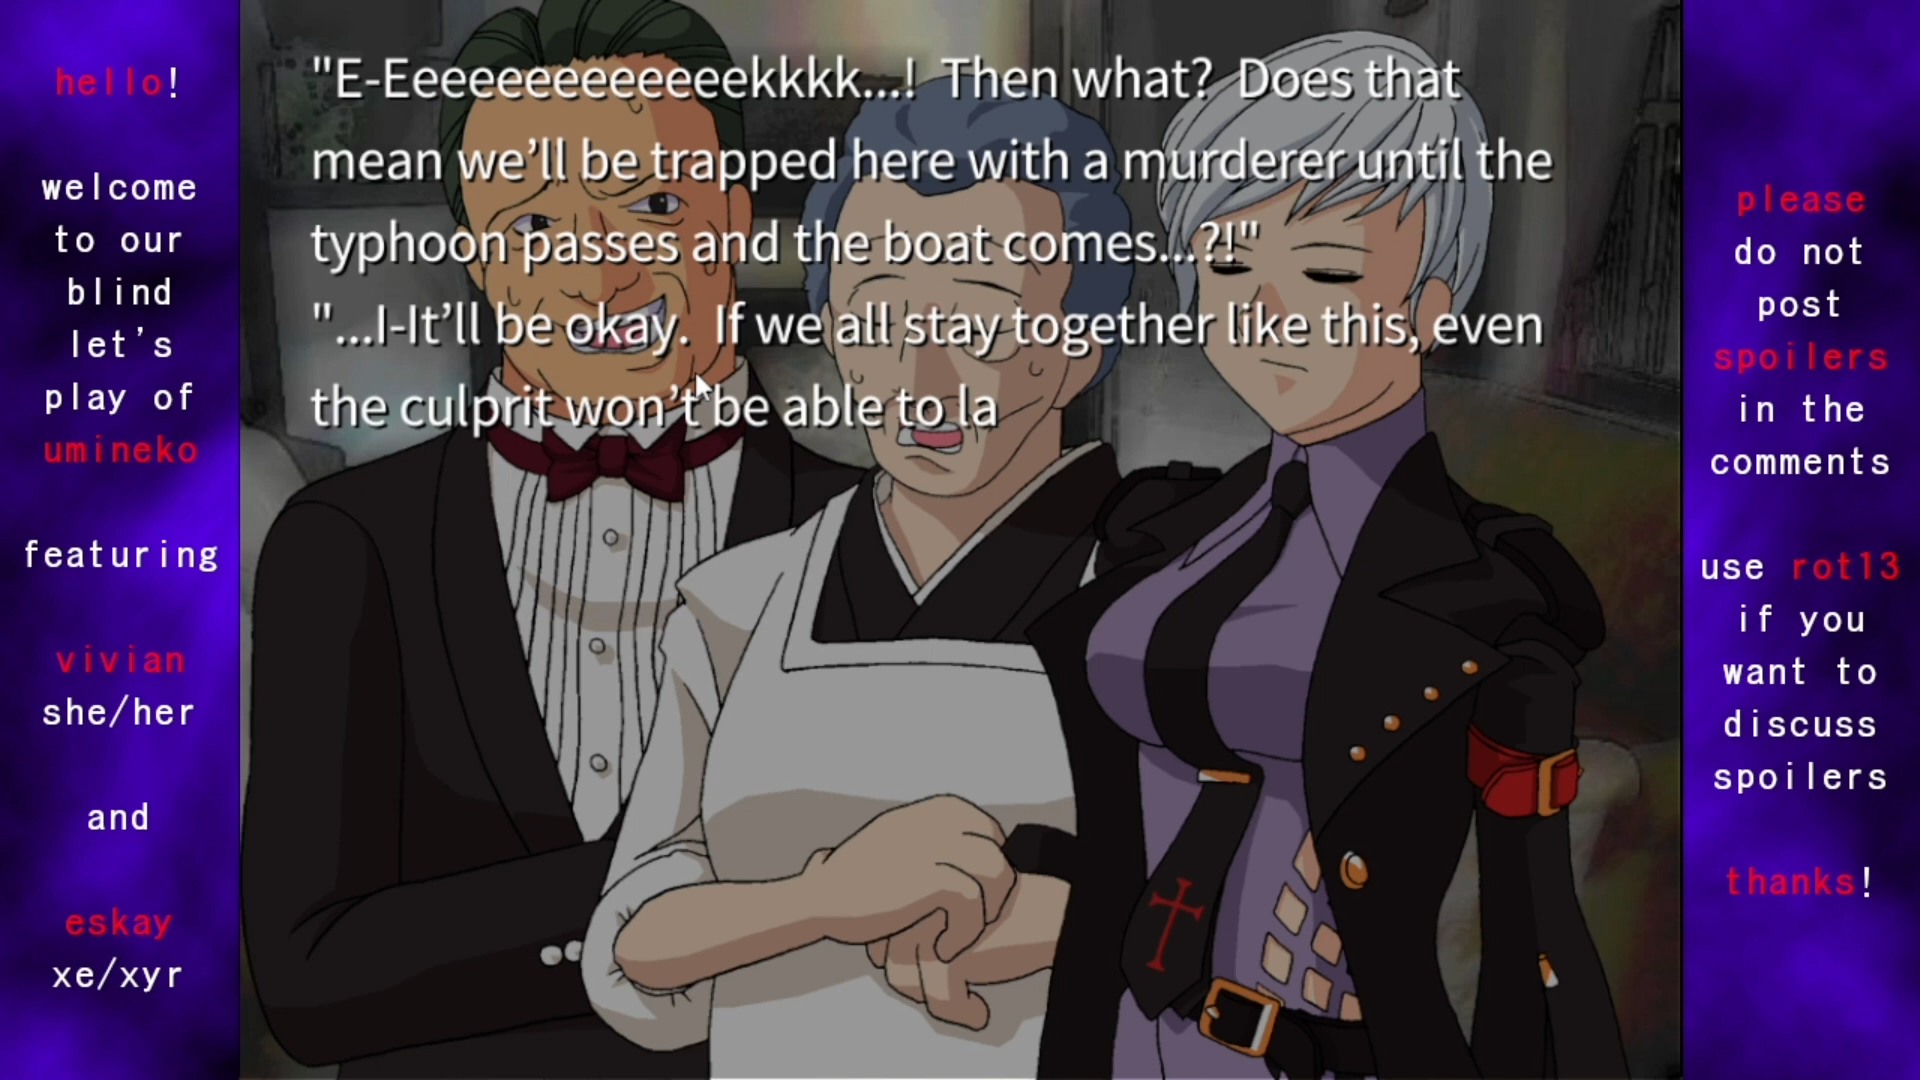 hello!
welcome
to our
blind
let's
play of
umineko
featuring
vivian
she/her
and
eskay
xe/xyr
"E-Eeeeeeeeeeeeeekkkk...!  Then what?  Does that
mean we’ll be trapped here with a murderer until the
typhoon passes and the boat comes...?!"
"...I-It’ll be okay.  If we all stay together like this, even
the culprit won’t be able to la
please
do not
post
spoilers
in the
comments
use rot13
if you
want to
discuss
spoilers
thanks!